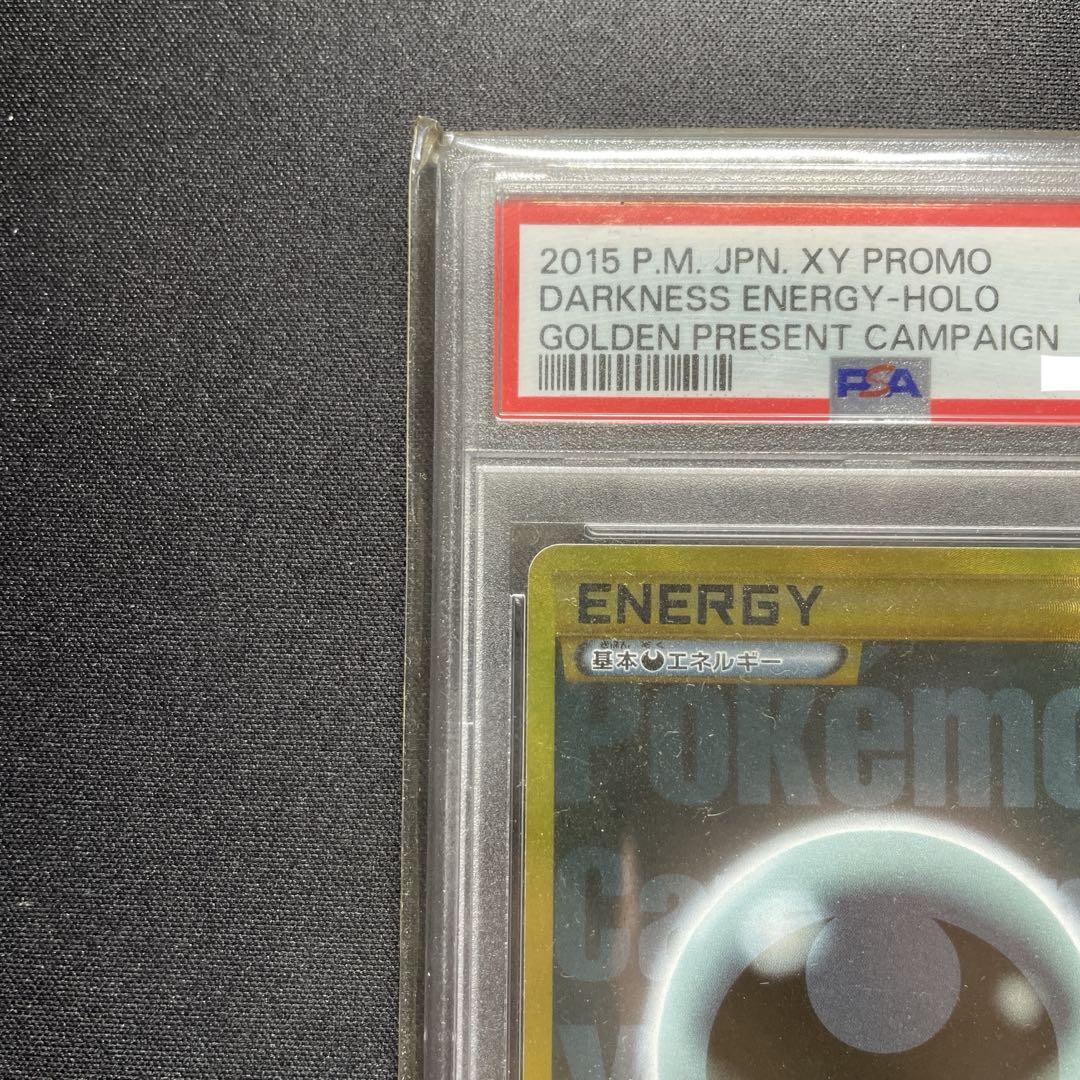 2015 P.M. JPN. XY PROMO
DARKNESS ENERGY-HOLO
GOLDEN PRESENT CAMPAIGN
PSA
ENERGY
基本エネルギー
Pokémo